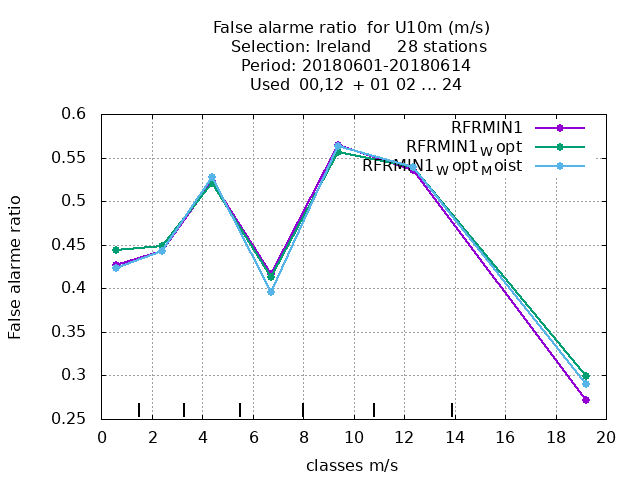 False alarme ratio  for U10m (m/s)
Selection: Ireland     28 stations
Period: 20180601-20180614
Used  00,12  + 01 02 ... 24
RFRMIN1
RFRMIN1Wopt
RFRMIN1WoptMoist
False alarme ratio
0.6
0.55
0.5
0.45
0.4
0.35
0.3
0.25
0 2 4 6 8 10 12 14 16 18 20
classes m/s